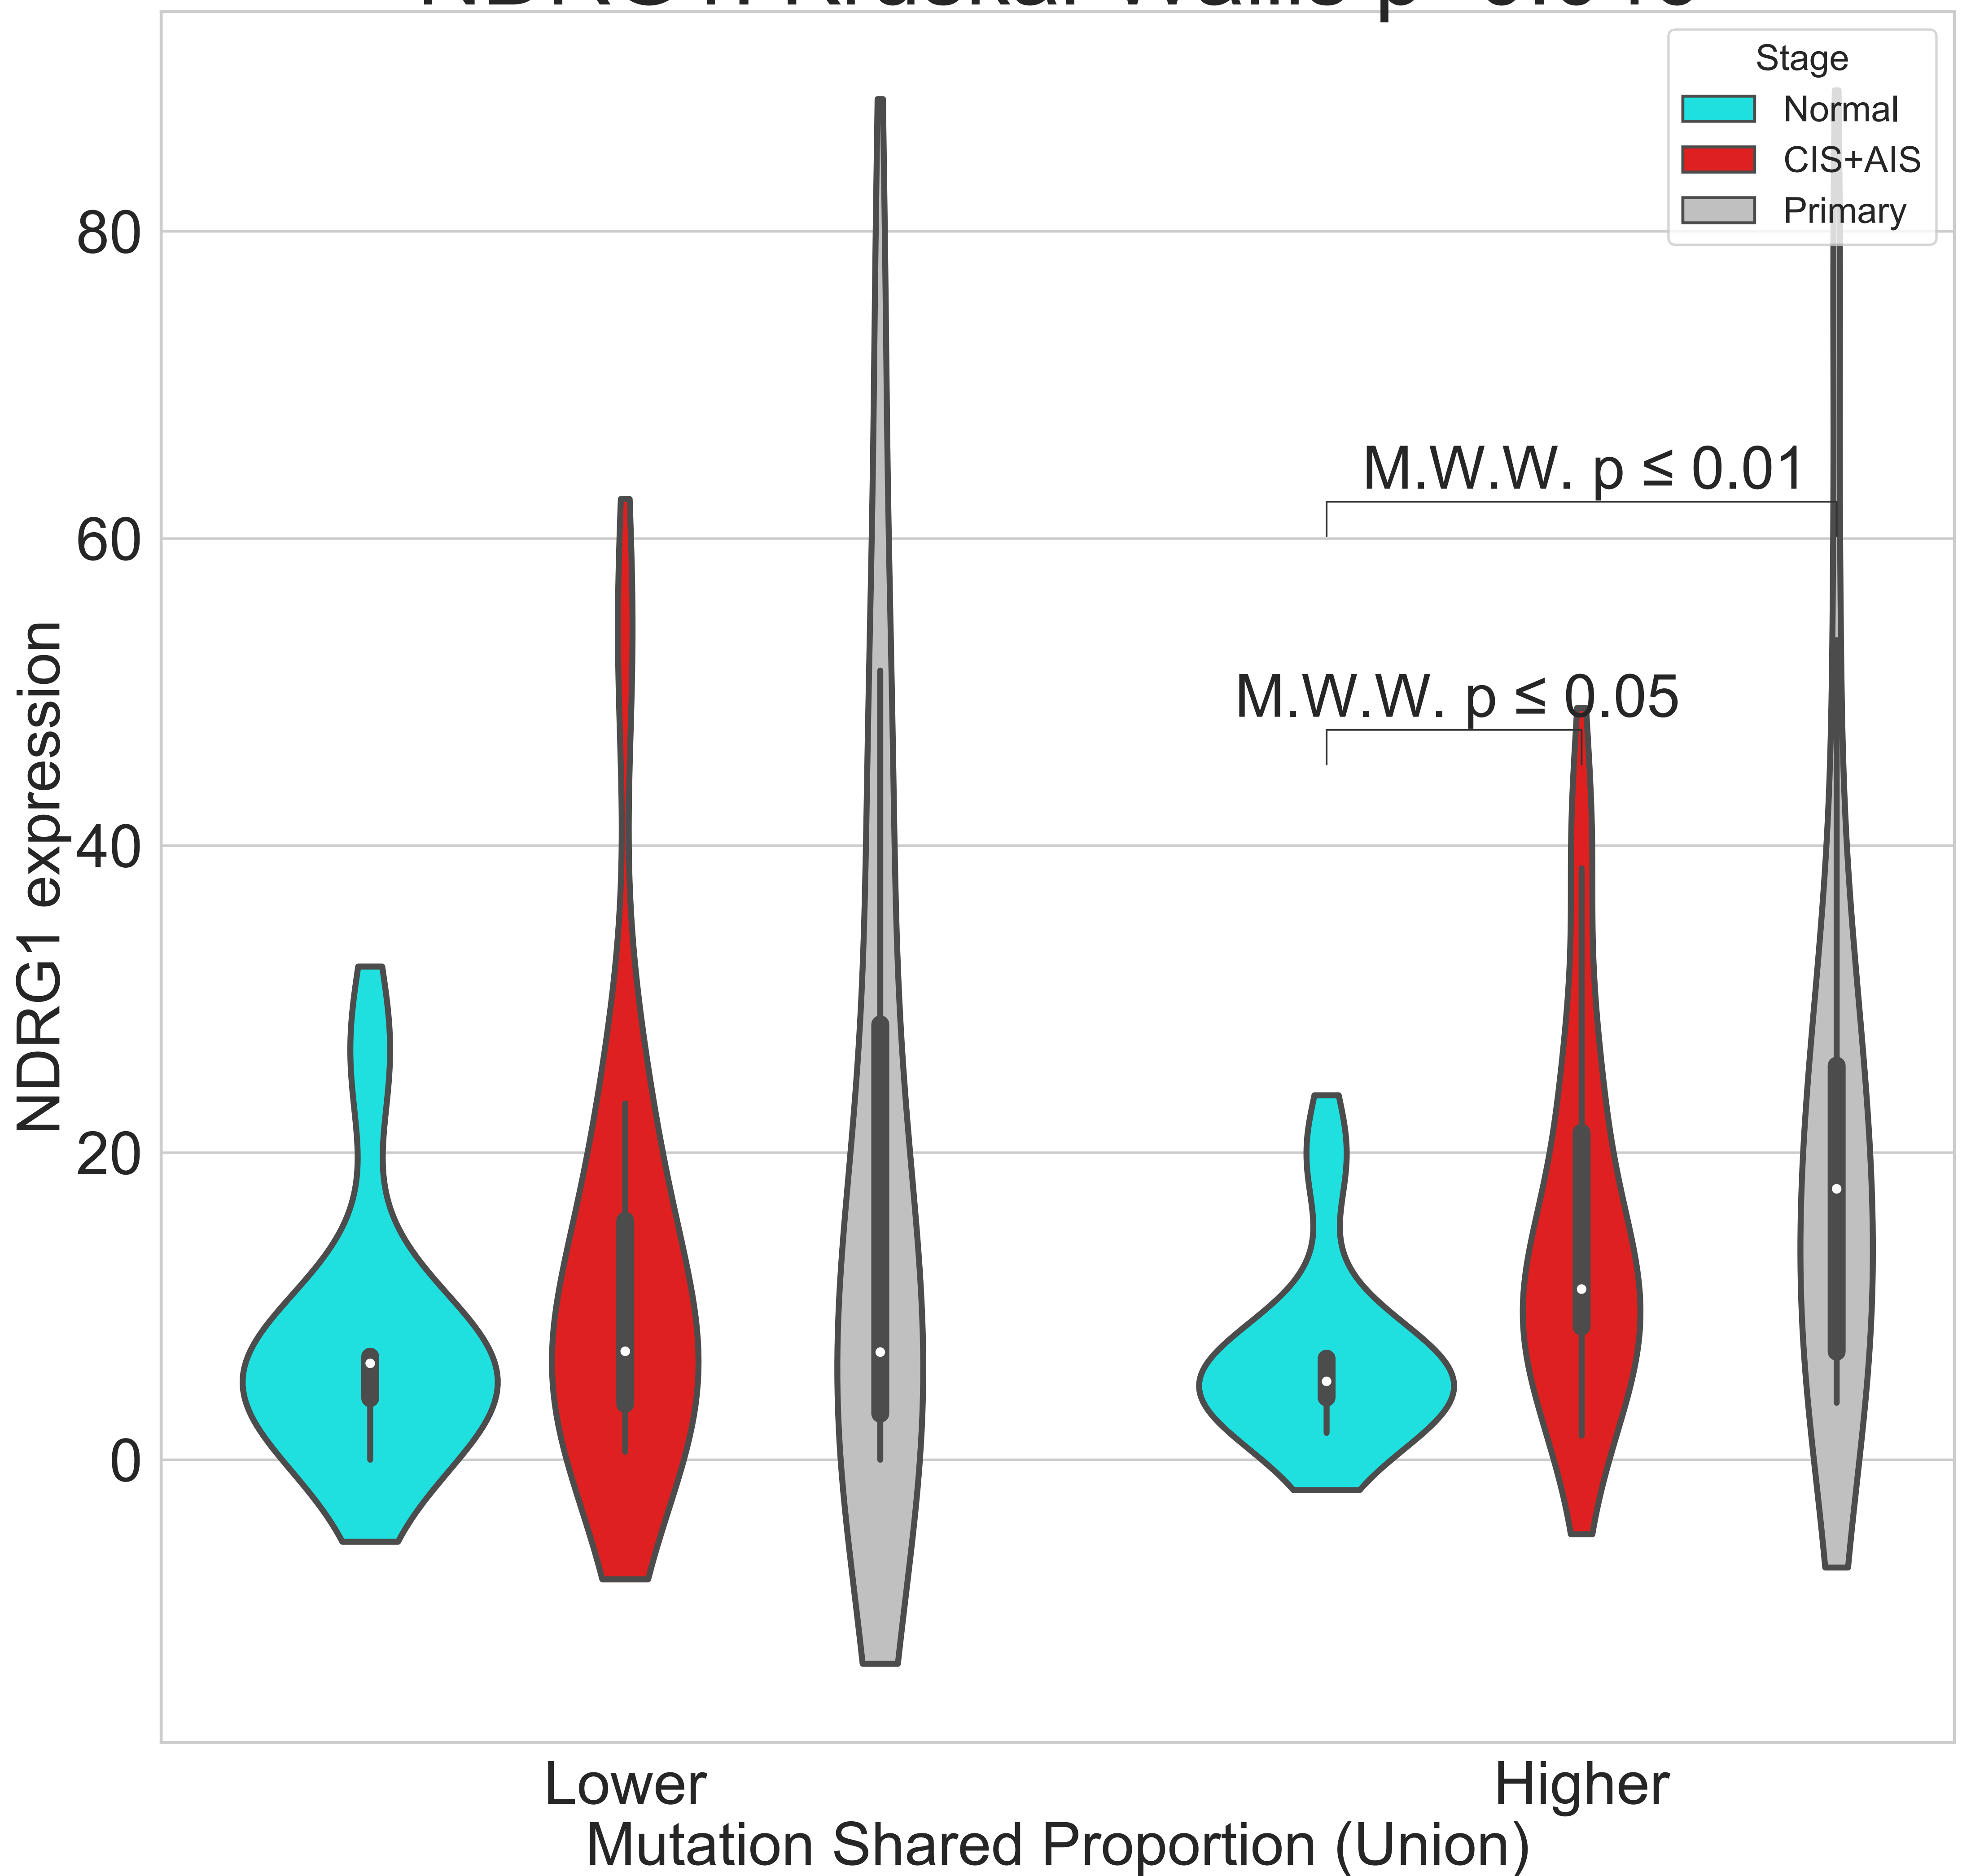 Stage
Normal
CIS+AIS
Primary
80
60
40
20
0
NDRG1 expression
M.W.W. p ≤ 0.01
M.W.W. p ≤ 0.05
Lower
Higher
Mutation Shared Proportion (Union)